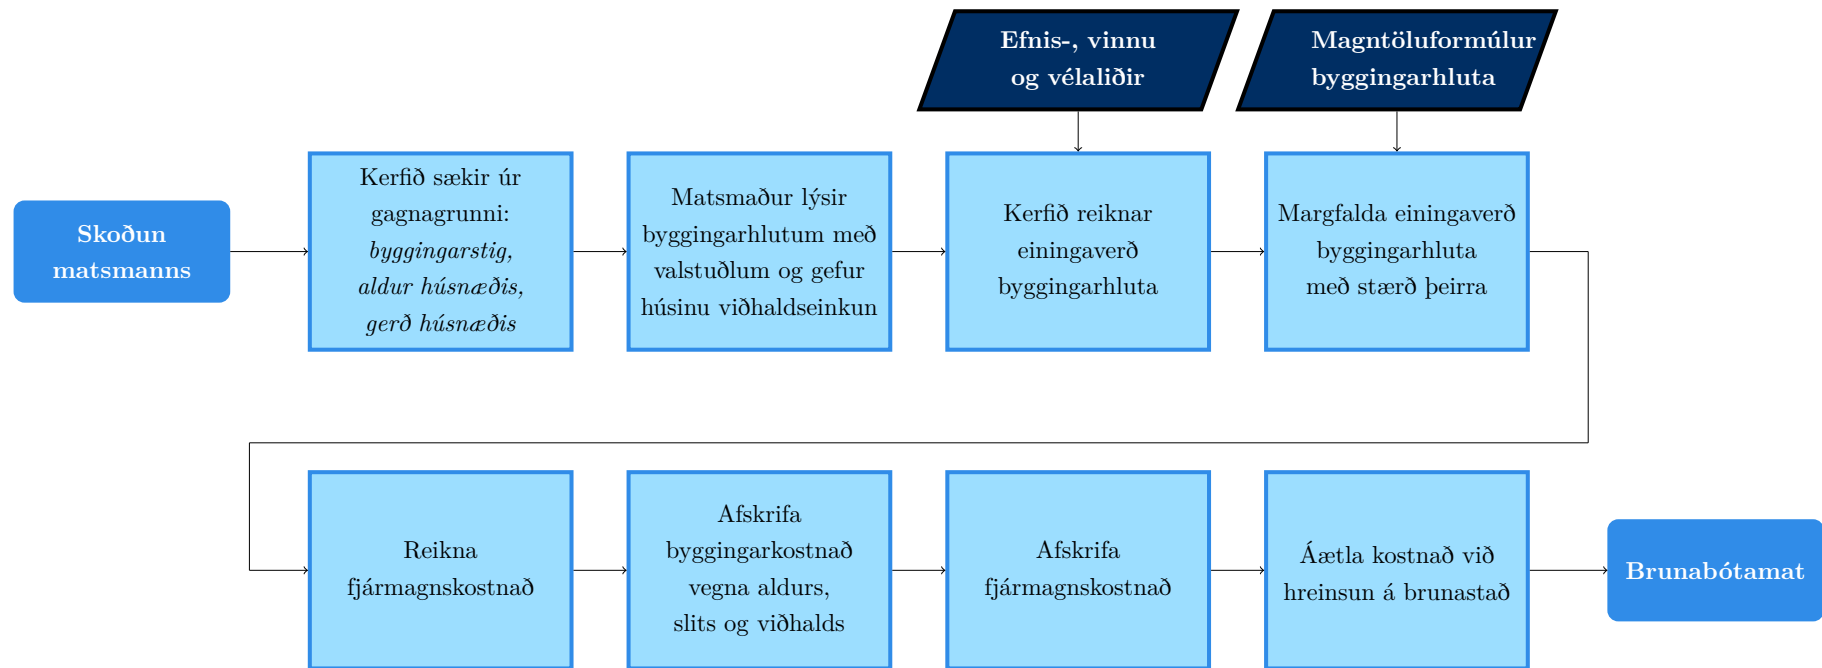 Efnis-, vinnu
og vélaliðir
Magntöluformúlur
byggingarhluta
Skoðun
matsmanns
Kerfið sækir úr
gagnagrunni:
byggingarstig,
aldur húsnæðis,
gerð húsnæðis
Matsmaður lýsir
byggingarhlutum með
valstuðlum og gefur
húsinu viðhaldseinkun
Kerfið reiknar
einingaverð
byggingarhluta
Margfalda einingaverð
byggingarhluta
með stærð þeirra
Reikna
fjármagnskostnað
Afskrifa
byggingarkostnað
vegna aldurs,
slits og viðhalds
Afskrifa
fjármagnskostnað
Áætla kostnað við
hreinsun á brunastað
Brunabótamat